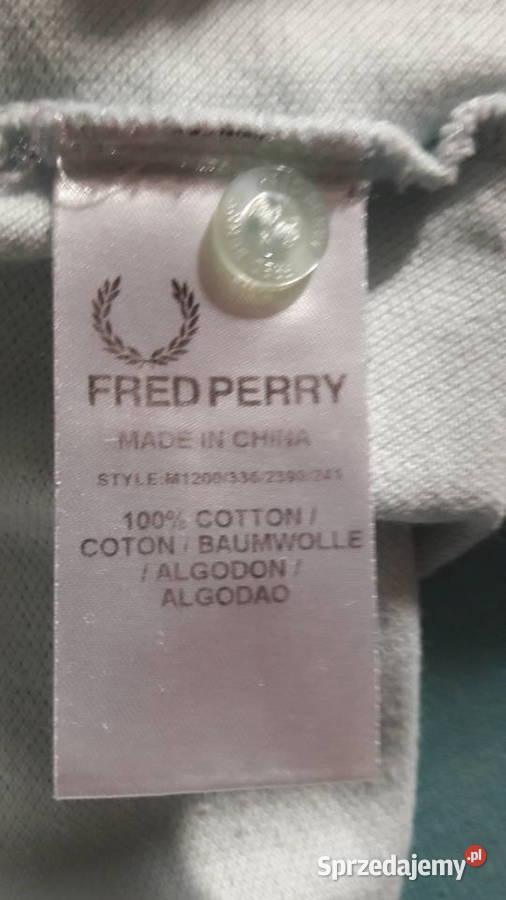 FRED PERRY
MADE IN CHINA
STYLE:M1200/336/2390/241
100% COTTON /
COTON / BAUMWOLLE
/ ALGODON /
ALGODAO
Sprzedajemy.pl